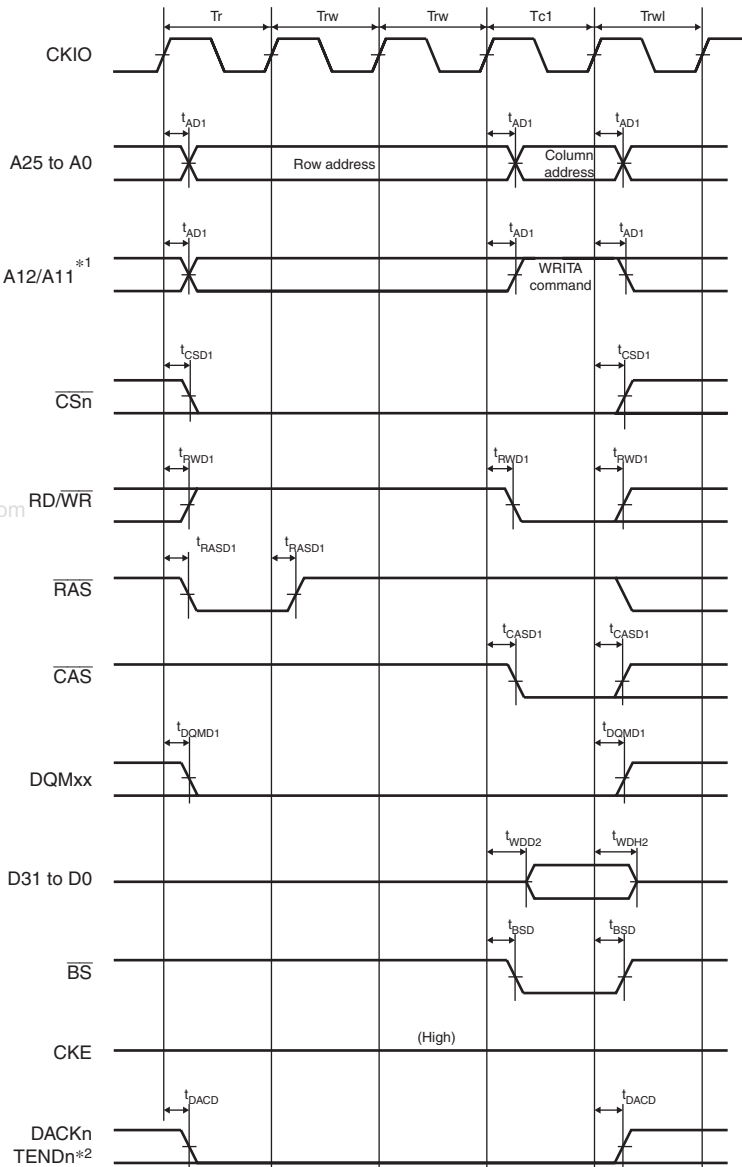 Tr Trw Trw Tc1 Trwl
CKIO
tAD1 tAD1 tAD1
A25 to A0
Row address
Column
address
tAD1 tAD1 tAD1
A12/A11*1
WRITA
command
tCSD1 tCSD1
CSn
tRWD1 tRWD1 tRWD1
om
RD/WR
tRASD1 tRASD1
RAS
tCASD1 tCASD1
CAS
tDQMD1 tDQMD1
DQMxx
tWDD2 tWDH2
D31 to D0
tBSD tBSD
BS
(High)
CKE
tDACD tDACD
DACKn
TENDn*2